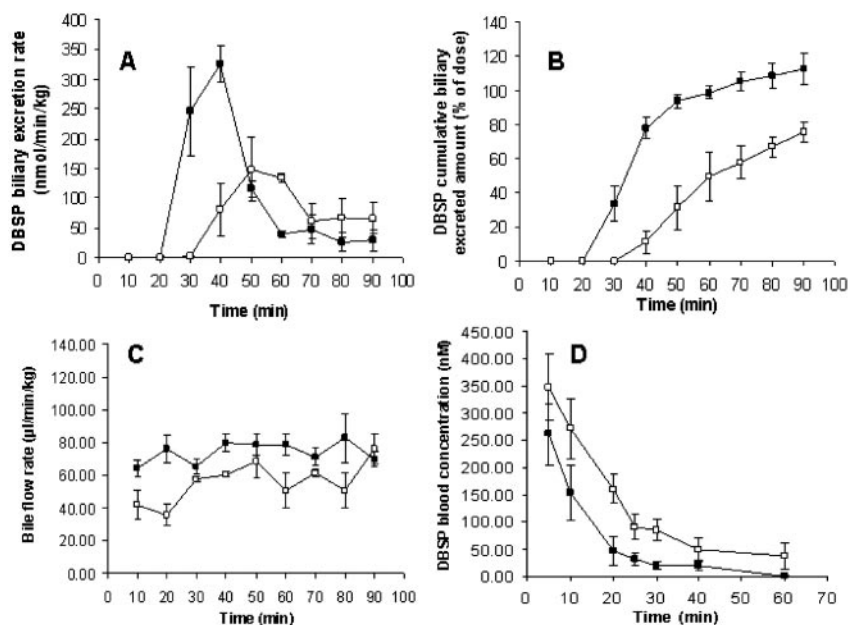 A
DBSP biliary excretion rate
(nmol/min/kg)
400
350
300
250
200
150
100
50
0
0 10 20 30 40 50 60 70 80 90 100
Time (min)
B
DBSP cumulative biliary
excreted amount (% of dose)
140
120
100
80
60
40
20
0
0 10 20 30 40 50 60 70 80 90 100
Time (min)
C
Bile flow rate (µl/min/kg)
140.00
120.00
100.00
80.00
60.00
40.00
20.00
0.00
0 10 20 30 40 50 60 70 80 90 100
Time (min)
D
DBSP blood concentration (nM)
450.00
400.00
350.00
300.00
250.00
200.00
150.00
100.00
50.00
0.00
0 10 20 30 40 50 60 70
Time (min)